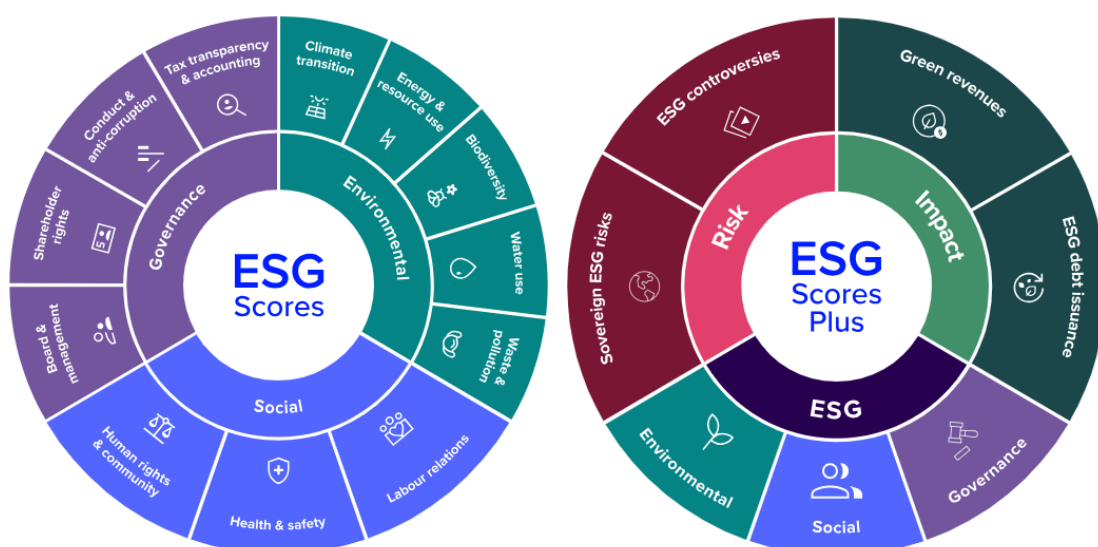 Tax transparency
& accounting
Climate
transition
Energy &
resource use
Biodiversity
Water use
Waste &
pollution
Labour relations
Health & safety
Human rights
& community
Board &
management
Shareholder
rights
Conduct &
anti-corruption
Governance
Environmental
Social
ESG
Scores
ESG controversies
Green revenues
ESG debt issuance
Governance
Social
Environmental
Sovereign ESG risks
Risk
Impact
ESG
ESG
Scores
Plus